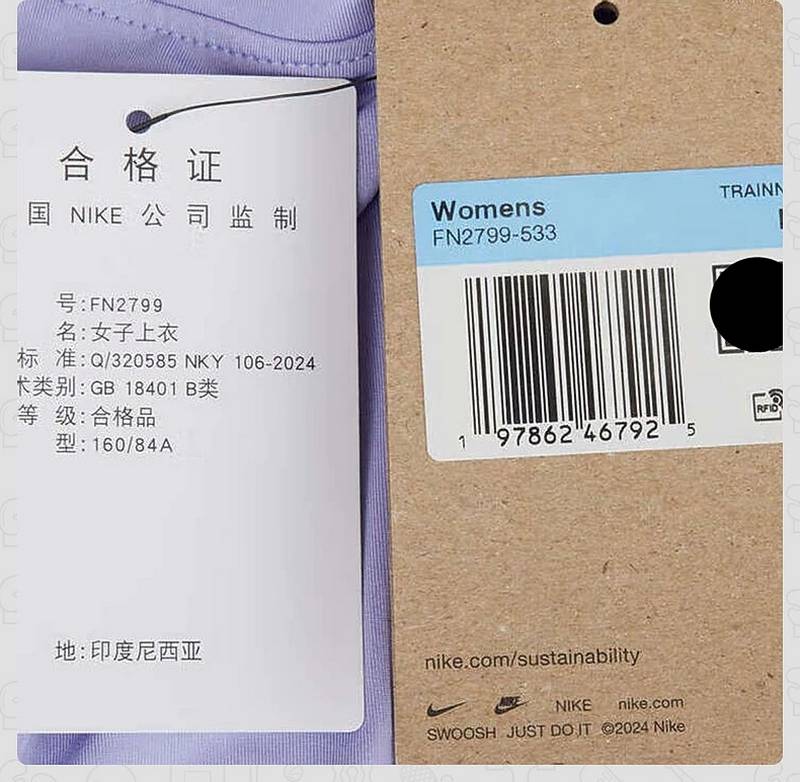 合格证
国 NIKE 公司监制
号:FN2799
名:女子上衣
标 准:Q/320585 NKY 106-2024
术类别:GB 18401 B类
等 级:合格品
型:160/84A
地:印度尼西亚
TRAINN
Womens
FN2799-533
1 97862 46792 5
RFID
nike.com/sustainability
NIKE nike.com
SWOOSH JUST DO IT ©2024 Nike